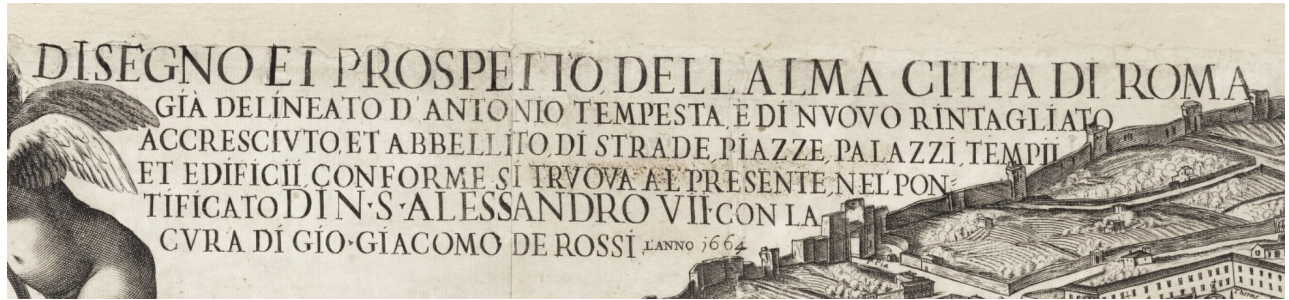 DISEGNO ET PROSPETTO DELL ALMA CITTA DI ROMA
GIA DELINEATO D'ANTONIO TEMPESTA, E DI NVOVO RINTAGLIATO
ACCRESCIVTO, ET ABBELLITO, DI STRADE, PIAZZE, PALAZZI, TEMPII
ET EDIFICII, CONFORME SI TRVOVA AL PRESENTE, NEL PON-
TIFICATO DI N·S·ALESSANDRO VII·CON LA
CVRA DI GIO·GIACOMO DE ROSSI L'ANNO 1664